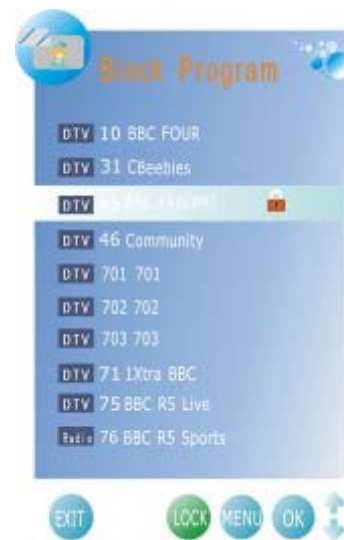 Block Program
DTV 10 BBC FOUR
DTV 31 CBeebies
DTV
DTV 46 Community
DTV 701 701
DTV 702 702
DTV 703 703
DTV 71 1Xtra BBC
DTV 75 BBC R5 Live
Radio 76 BBC R5 Sports
EXIT LOCK MENU OK